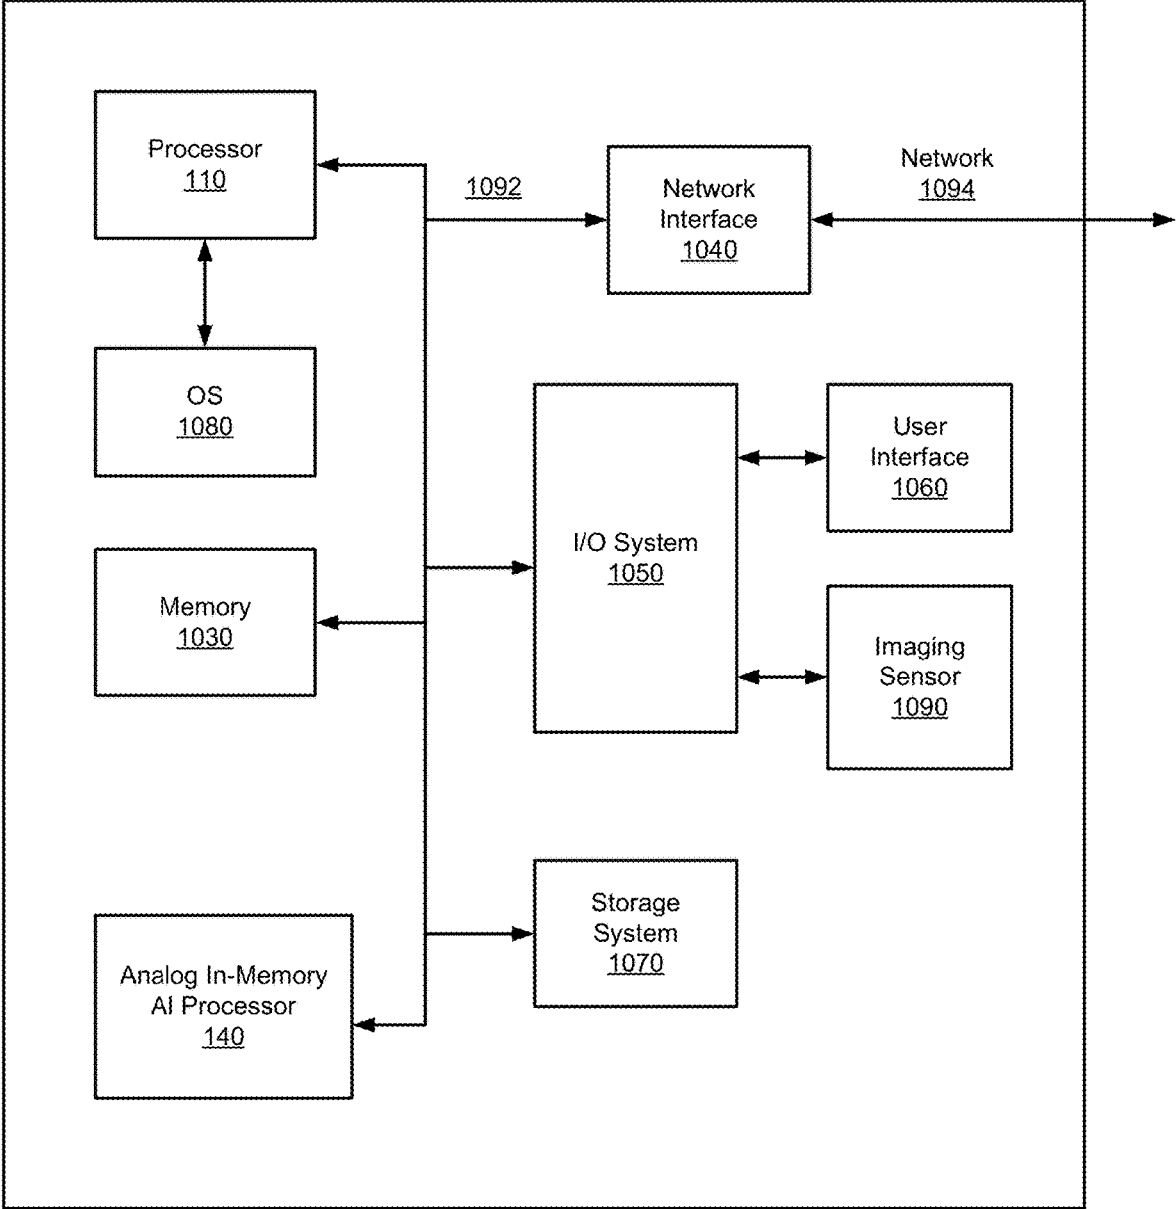 Processor
110
1092
Network
Interface
1040
Network
1094
OS
1080
I/O System
1050
User
Interface
1060
Memory
1030
Imaging
Sensor
1090
Storage
System
1070
Analog In-Memory
AI Processor
140